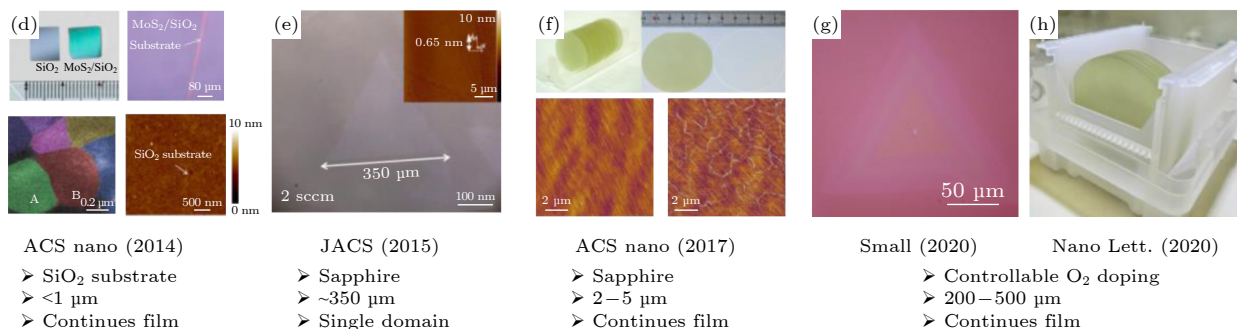 (d)
MoS₂/SiO₂
Substrate
SiO₂ MoS₂/SiO₂
80 μm
A
B
0.2 μm
SiO₂ substrate
500 nm
10 nm
0 nm
ACS nano (2014)
➢ SiO₂ substrate
➢ <1 μm
➢ Continues film
(e)
10 nm
0.65 nm
5 μm
350 μm
2 sccm
100 nm
JACS (2015)
➢ Sapphire
➢ ~350 μm
➢ Single domain
(f)
2 μm
2 μm
ACS nano (2017)
➢ Sapphire
➢ 2−5 μm
➢ Continues film
(g)
50 μm
(h)
Small (2020) Nano Lett. (2020)
➢ Controllable O₂ doping
➢ 200−500 μm
➢ Continues film